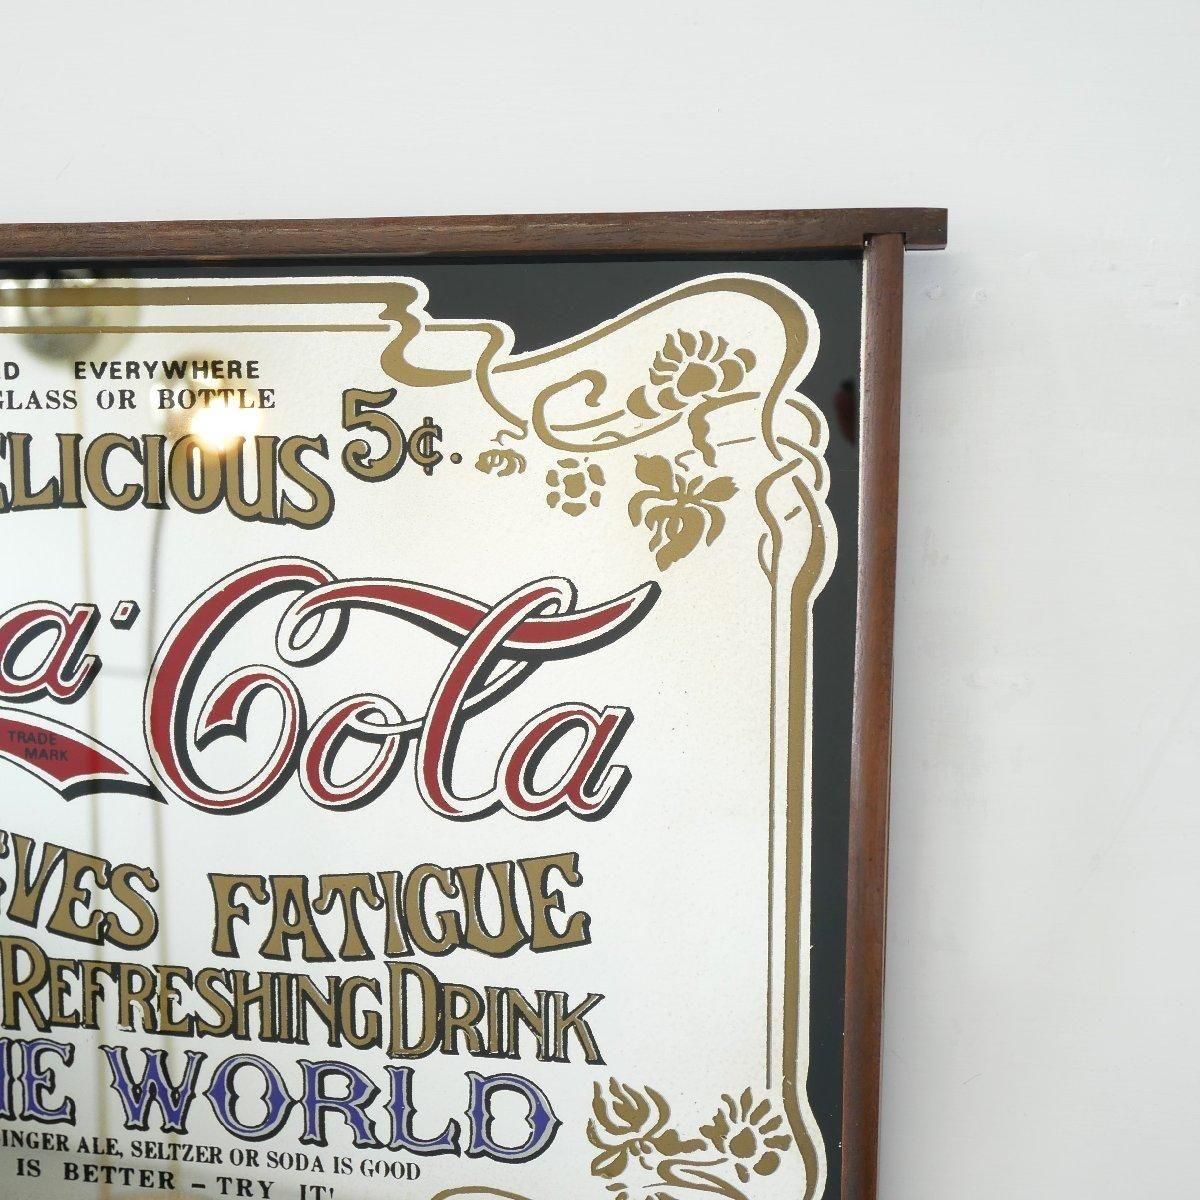 EVERYWHERE
GLASS OR BOTTLE
ELICIOUS 5¢.
a-Cola
TRADE
MARK
EVES FATIGUE
REFRESHING DRINK
HE WORLD
INGER ALE, SELTZER OR SODA IS GOOD
IS BETTER - TRY IT!